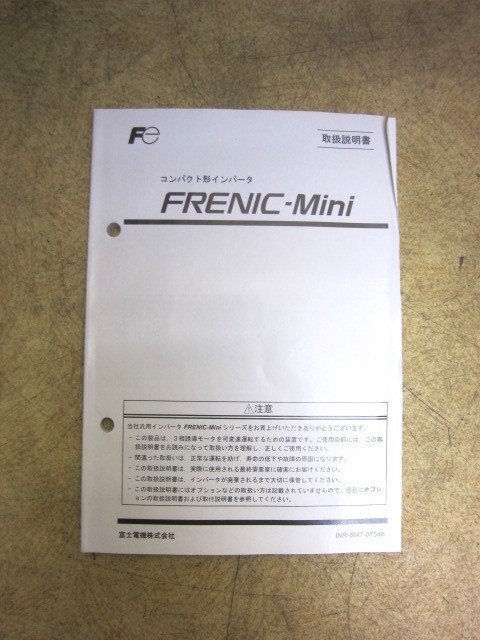 Fe
取扱説明書
コンパクト形インバータ
FRENIC-Mini
⚠注意
当社汎用インバータ FRENIC-Mini シリーズをお買上げいただきありがとうございます。
- この製品は、3相誘導モータを可変速運転するための装置です。ご使用の前には、この取
扱説明書をお読みになって取扱い方を理解し、正しくご使用ください。
- 間違った取扱いは、正常な運転を妨げ、寿命の低下や故障の原因になります。
- この取扱説明書は、実際に使用される最終需要家に確実にお届けください。
- この取扱説明書は、インバータが廃棄されるまで大切に保管してください。
- この取扱説明書にはオプションなどの取扱い方は記載されていませんので、個別にオプシ
ョンの取扱説明書および取付説明書を参照してください。
富士電機株式会社
INR-SI47-0754h